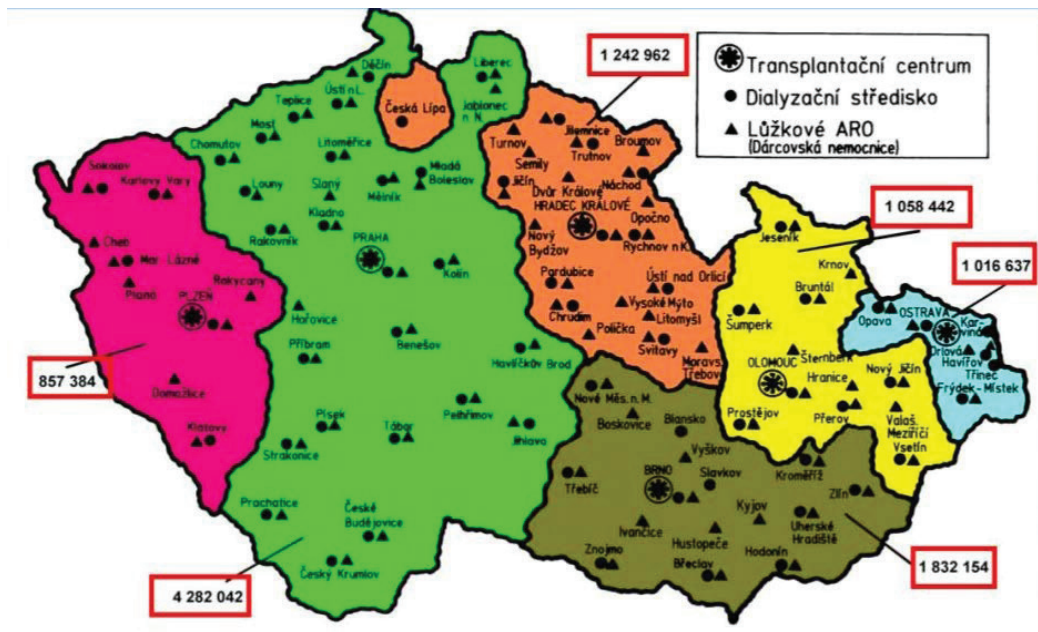 1 242 962
Transplantační centrum
Dialyzační středisko
Lůžkové ARO
(Dárcovská nemocnice)
1 058 442
1 016 637
857 384
4 282 042
1 832 154
Děčín
Ústí n L.
Teplice
Most
Chomutov
Litoměřice
Česká Lípa
Liberec
Jablonec
n. N.
Mladá
Boleslav
Mělník
Louny
Slaný
Kladno
Rakovník
PRAHA
Kolín
Hořovice
Příbram
Benešov
Havlíčkův Brod
Písek
Tábor
Pelhřimov
Jihlava
Strakonice
Prachatice
České
Budějovice
Český Krumlov
Sokolov
Karlovy Vary
Cheb
Mar. Lázně
Planá
Rokycany
PLZEŇ
Domažlice
Klatovy
Turnov
Jilemnice
Trutnov
Broumov
Semily
Jičín
Dvůr Králové
Náchod
HRADEC KRÁLOVÉ
Opočno
Nový
Bydžov
Rychnov n K.
Pardubice
Ústí nad Orlicí
Vysoké Mýto
Chrudim
Litomyšl
Polička
Svitavy
Moravs.
Třebov
Jeseník
Krnov
Bruntál
Šumperk
Šternberk
OLOMOUC
Hranice
Nový Jičín
Prostějov
Přerov
Valaš.
Meziříčí
Vsetín
Opava
OSTRAVA
Kar-
viná
Orlová
Havířov
Třinec
Frýdek-Místek
Nové Měs. n. M.
Boskovice
Blansko
Vyškov
BRNO
Slavkov
Třebíč
Kroměříž
Zlín
Kyjov
Uherské
Hradiště
Ivančice
Hustopeče
Znojmo
Břeclav
Hodonín